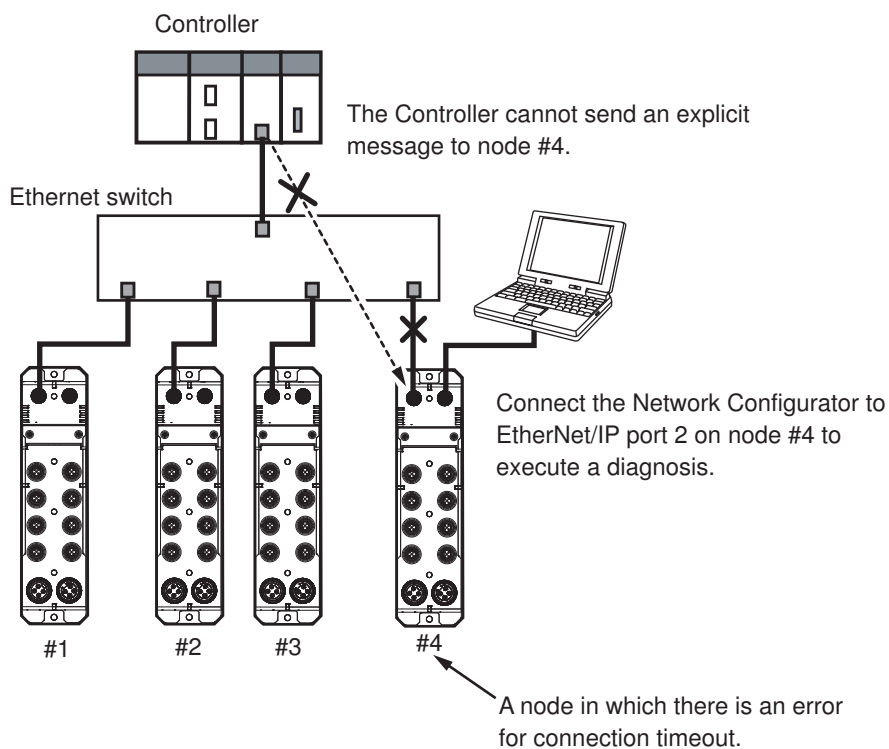 Controller
The Controller cannot send an explicit
message to node #4.
Ethernet switch
Connect the Network Configurator to
EtherNet/IP port 2 on node #4 to
execute a diagnosis.
#1
#2
#3
#4
A node in which there is an error
for connection timeout.